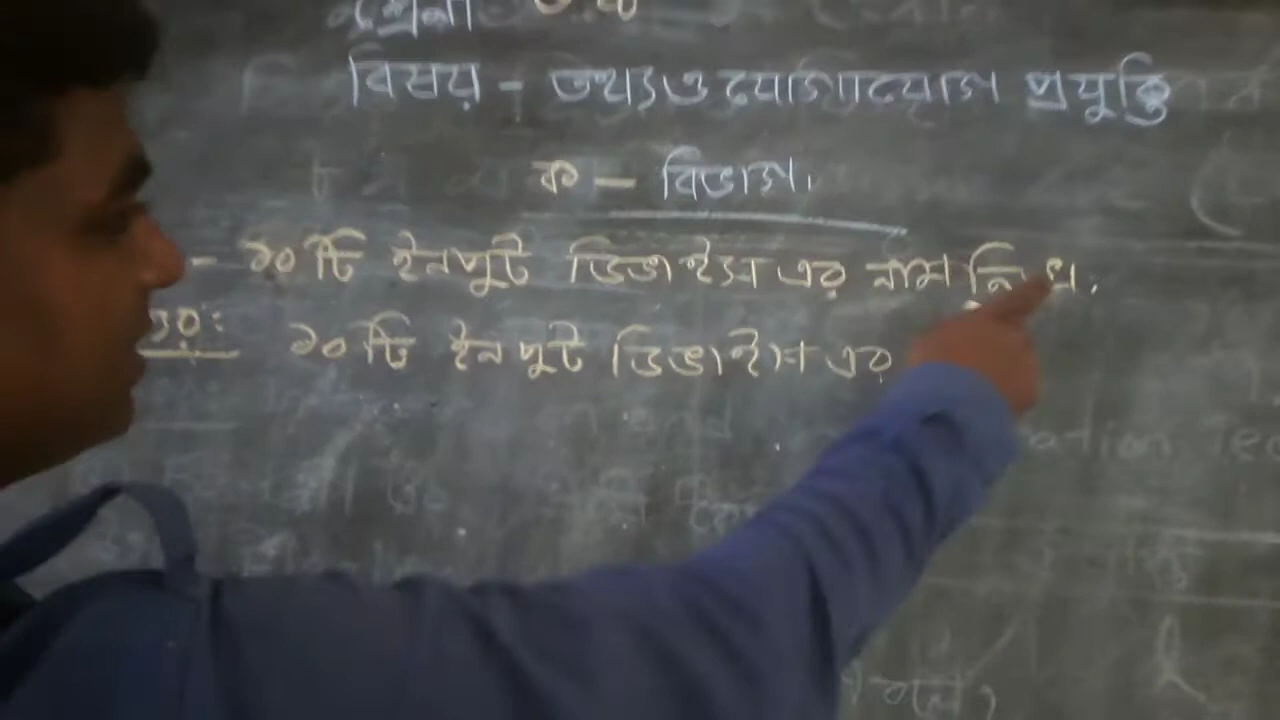 শ্রেনী
বিষয় - তথ্য ও যোগাযোগ প্রযুক্তি
ক - বিভাগ।
- ১০টি ইনপুট ডিভাইস এর নাম লিখ।
১০টি ইনপুট ডিভাইস এর